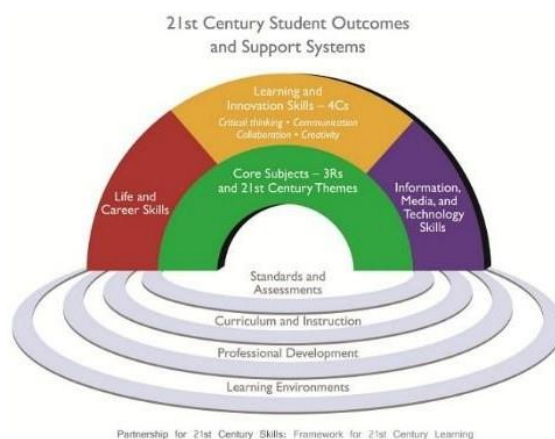 21st Century Student Outcomes
and Support Systems
Learning and
Innovation Skills – 4Cs
Critical thinking • Communication
Collaboration • Creativity
Core Subjects – 3Rs
and 21st Century Themes
Life and
Career Skills
Information,
Media, and
Technology
Skills
Standards and
Assessments
Curriculum and Instruction
Professional Development
Learning Environments
Partnership for 21st Century Skills: Framework for 21st Century Learning